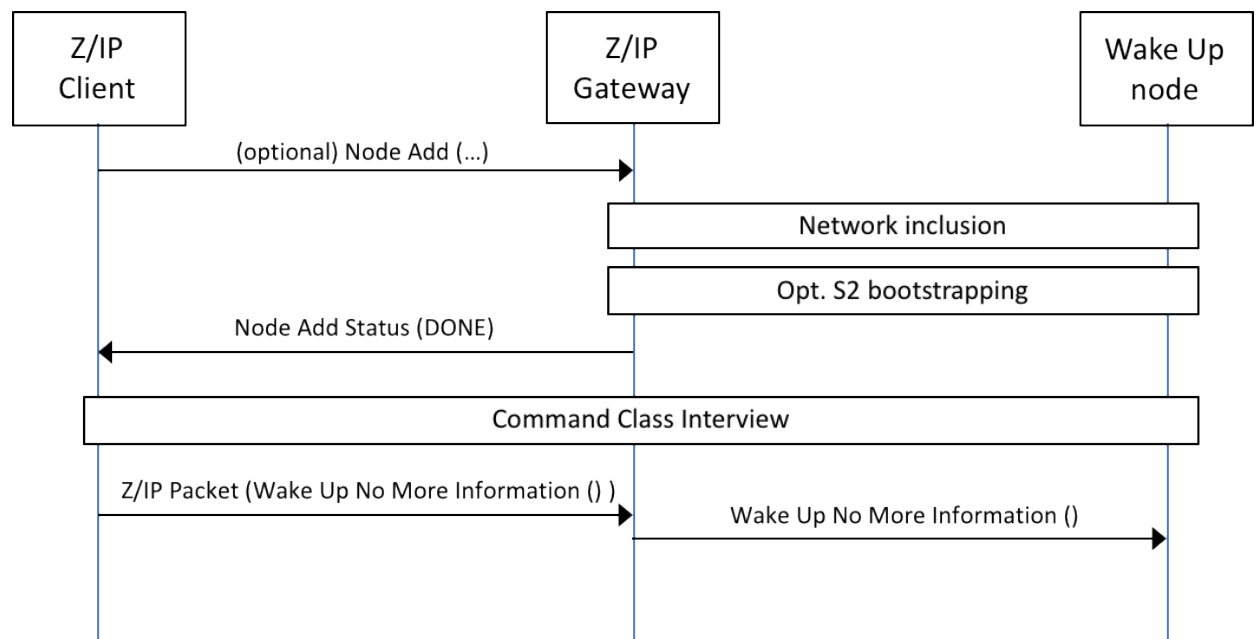 Z/IP
Client
Z/IP
Gateway
Wake Up
node
(optional) Node Add (...)
Network inclusion
Opt. S2 bootstrapping
Node Add Status (DONE)
Command Class Interview
Z/IP Packet (Wake Up No More Information () )
Wake Up No More Information ()